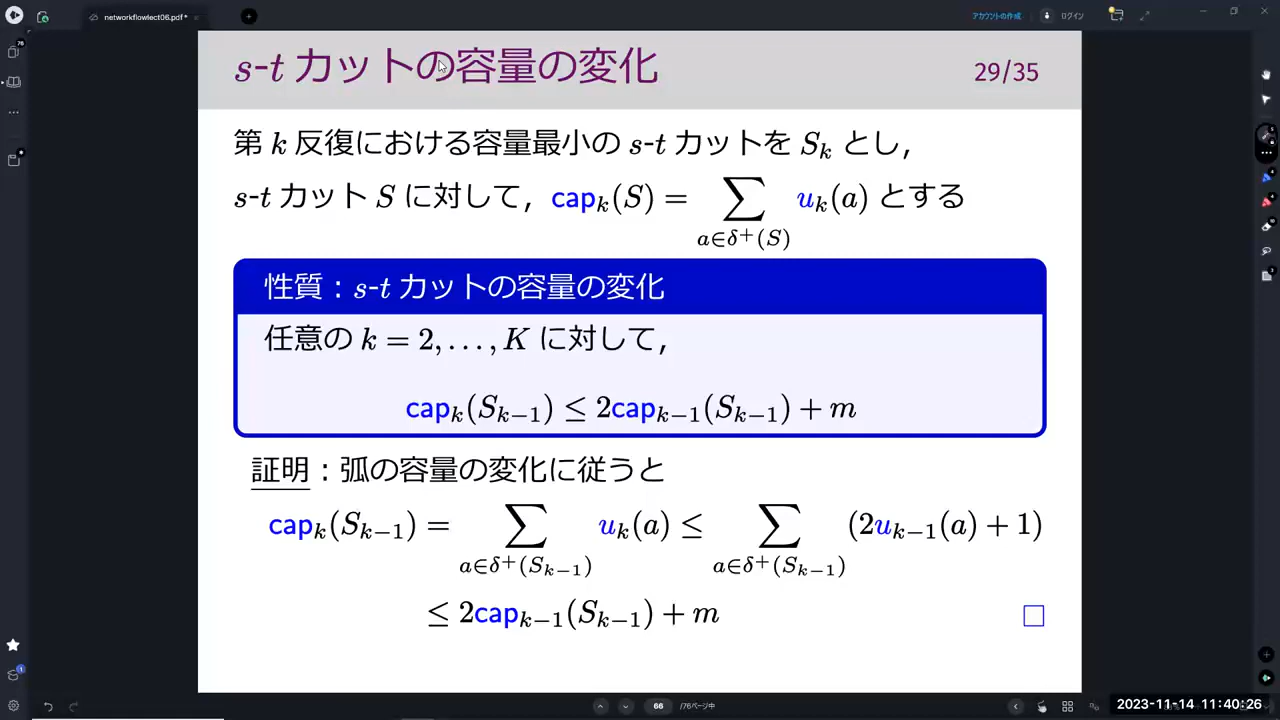 networkflowlect06.pdf*
アカウントの作成
ログイン
s-t カットの容量の変化
29/35
第 k 反復における容量最小の s-t カットを S_k とし，
s-t カット S に対して，cap_k(S) = ∑_{a∈δ⁺(S)} u_k(a) とする
性質：s-t カットの容量の変化
任意の k = 2, . . . , K に対して，
cap_k(S_{k−1}) ≤ 2cap_{k−1}(S_{k−1}) + m
証明：弧の容量の変化に従うと
cap_k(S_{k−1}) = ∑_{a∈δ⁺(S_{k−1})} u_k(a) ≤ ∑_{a∈δ⁺(S_{k−1})} (2u_{k−1}(a) + 1)
≤ 2cap_{k−1}(S_{k−1}) + m □
66 /76ページ中
2023-11-14 11:40:26